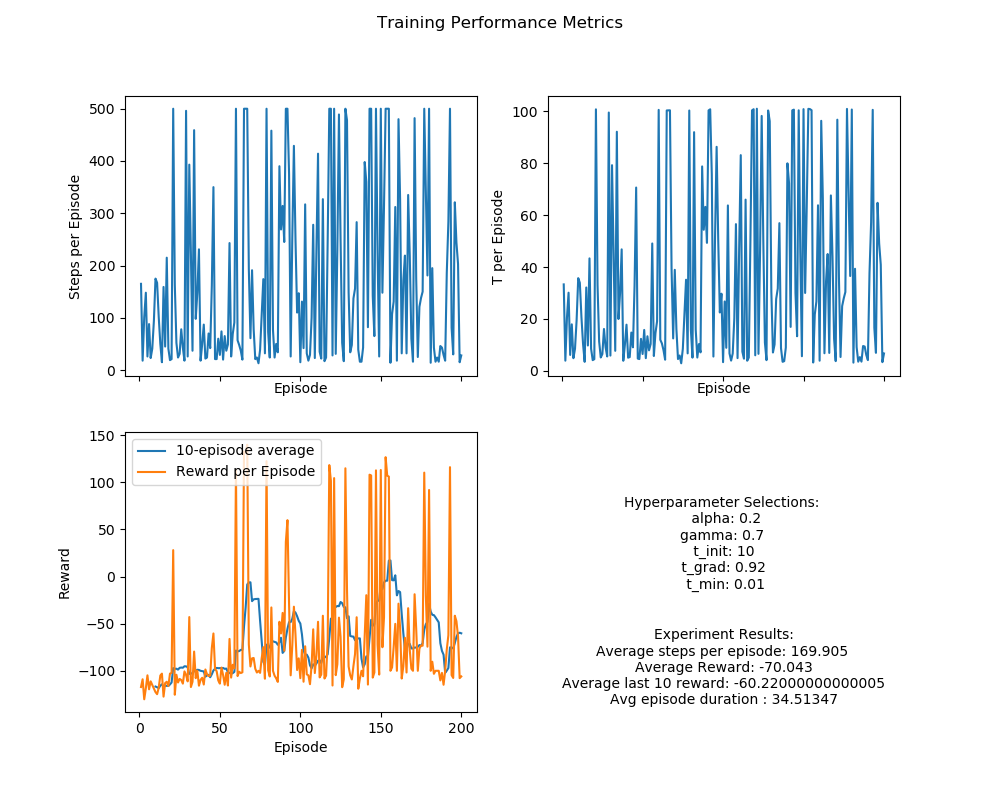 Training Performance Metrics
500
400
300
200
100
0
Steps per Episode
Episode
100
80
60
40
20
0
T per Episode
Episode
150
100
50
0
−50
−100
Reward
10-episode average
Reward per Episode
0
50
100
150
200
Episode
Hyperparameter Selections:
alpha: 0.2
gamma: 0.7
t_init: 10
t_grad: 0.92
t_min: 0.01
Experiment Results:
Average steps per episode: 169.905
Average Reward: -70.043
Average last 10 reward: -60.22000000000005
Avg episode duration : 34.51347